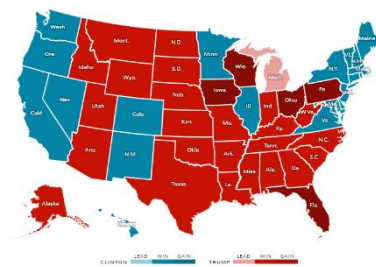 Wash
Maine
Mont.
N.D.
Minn
Ore.
Idaho
Wis.
Mich
N.Y.
S.D.
Wyo.
Iowa
Pa
Neb.
Nev.
Ill
Ind
Ohio
Utah
Colo.
W.Va.
Va.
Calif
Kan.
Mo.
Ky.
N.C.
Ariz.
N.M
Okla.
Ark.
Tenn.
S.C.
Miss
Ala.
Ga.
Texas
La.
Alaska
Fla.
CLINTON LEAD WIN GAIN TRUMP LEAD WIN GAIN